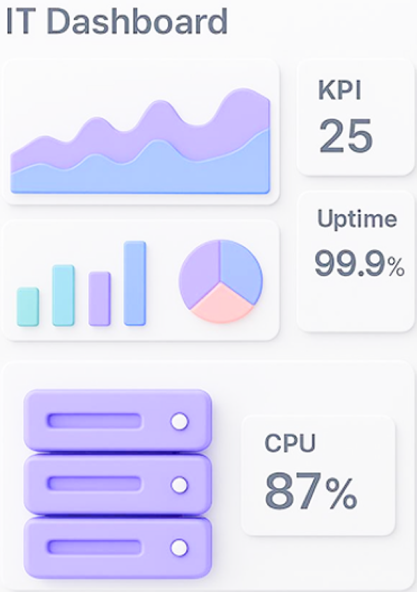 IT Dashboard
KPI
25
Uptime
99.9%
CPU
87%